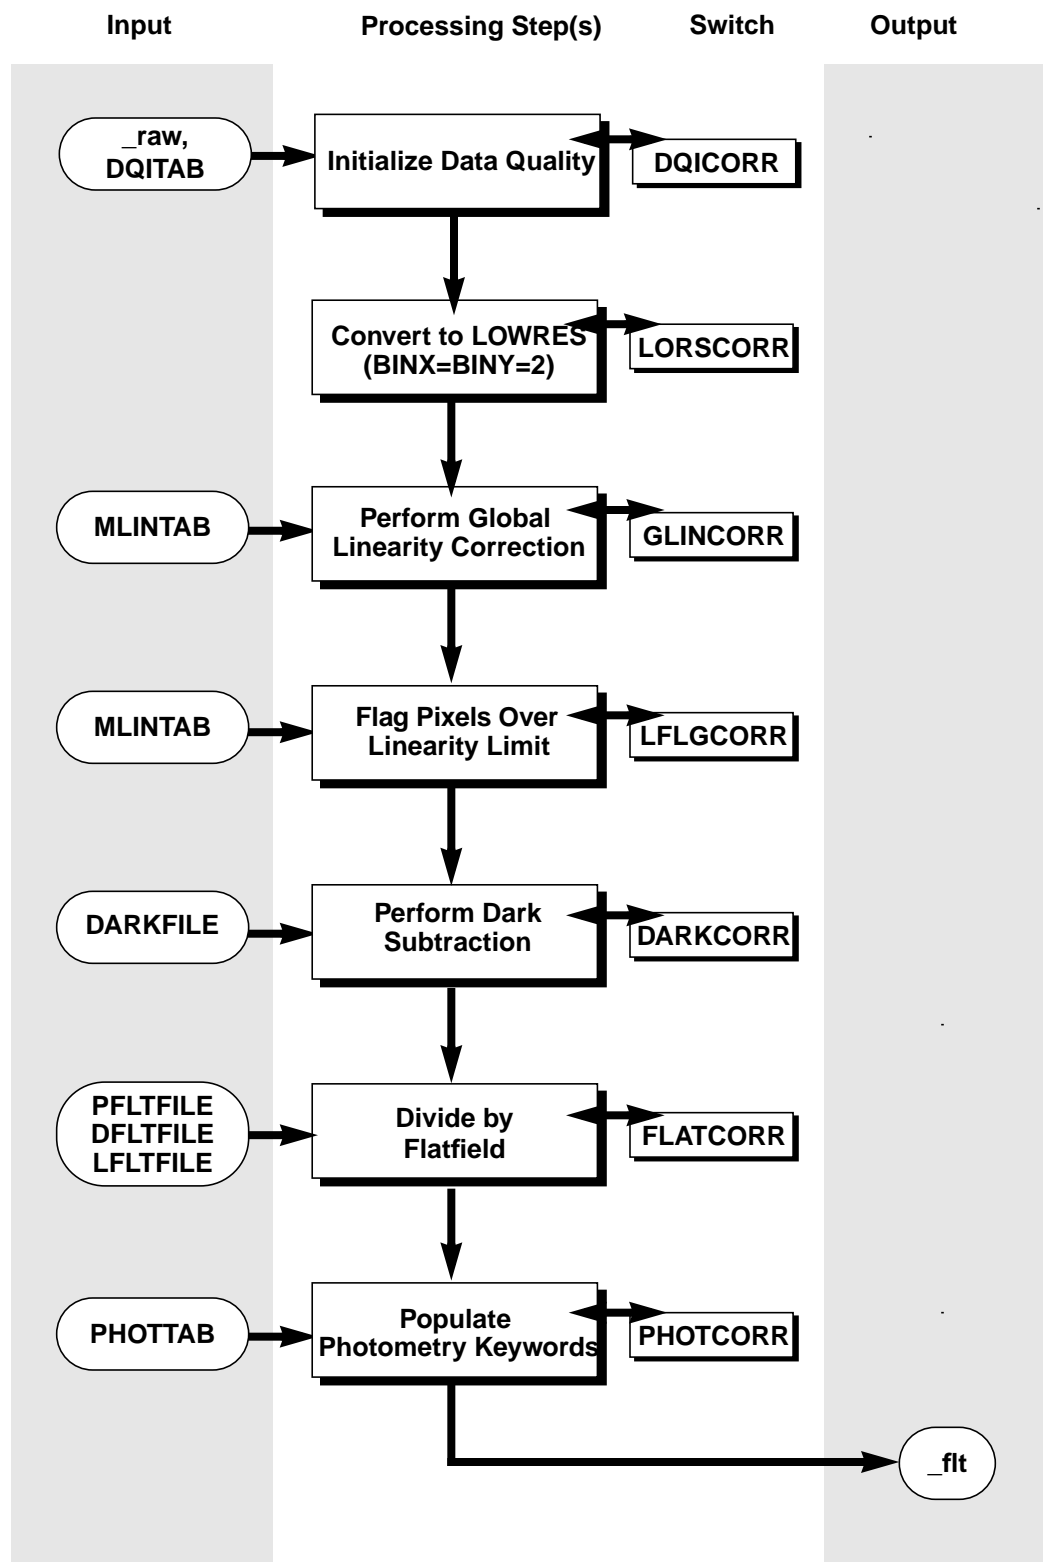 Input
Processing Step(s)
Switch
Output
_raw,
DQITAB
Initialize Data Quality
DQICORR
Convert to LOWRES
(BINX=BINY=2)
LORSCORR
MLINTAB
Perform Global
Linearity Correction
GLINCORR
MLINTAB
Flag Pixels Over
Linearity Limit
LFLGCORR
DARKFILE
Perform Dark
Subtraction
DARKCORR
PFLTFILE
DFLTFILE
LFLTFILE
Divide by
Flatfield
FLATCORR
PHOTTAB
Populate
Photometry Keywords
PHOTCORR
_flt